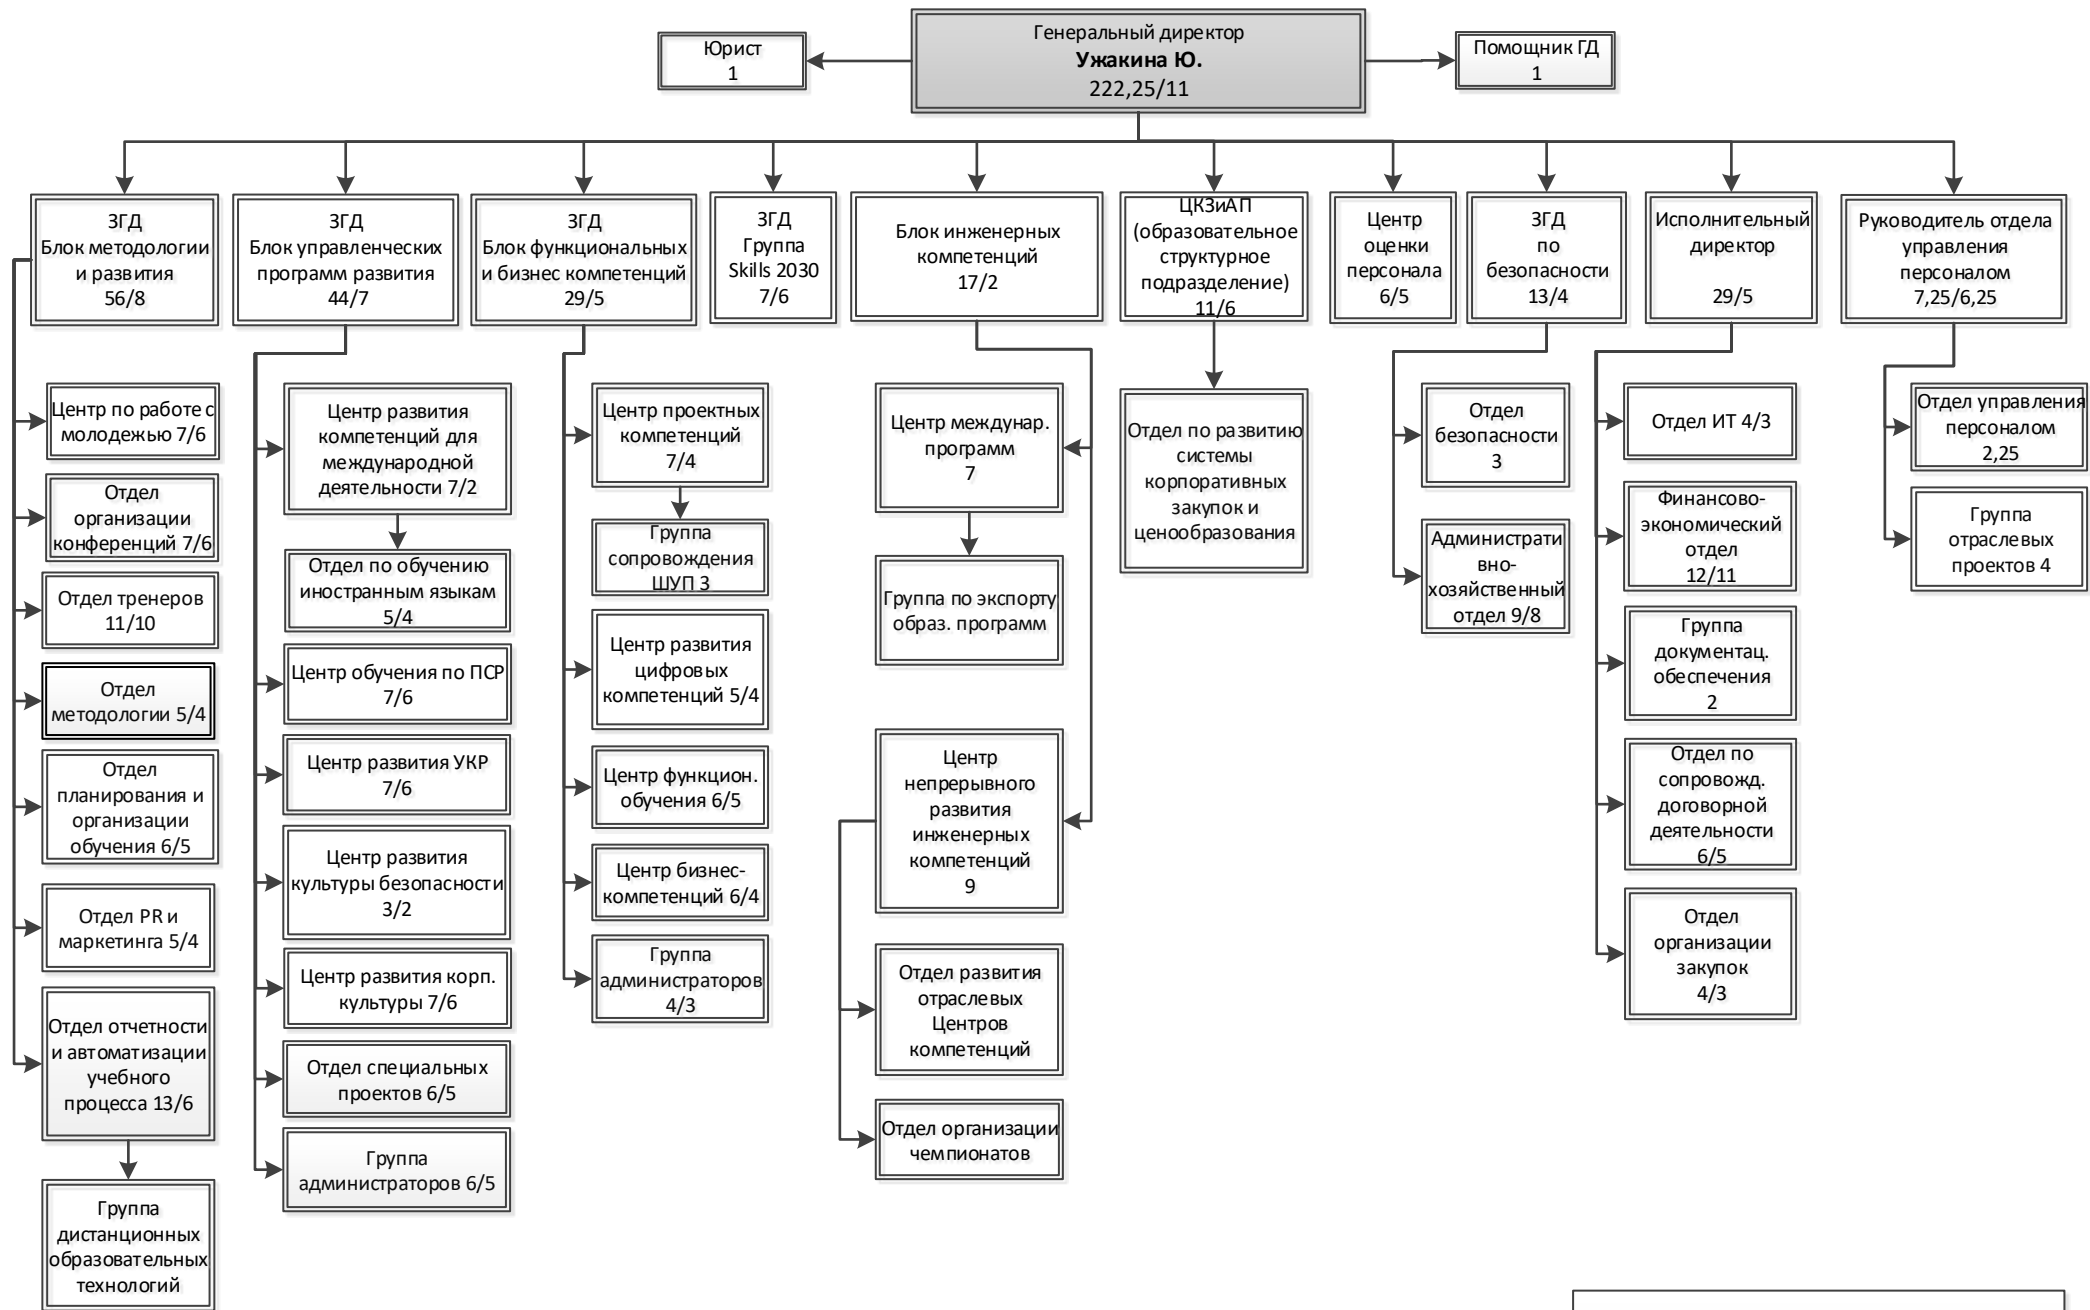 Юрист
1
Генеральный директор
Ужакина Ю.
222,25/11
Помощник ГД
1
ЗГД
Блок методологии
и развития
56/8
ЗГД
Блок управленческих
программ развития
44/7
ЗГД
Блок функциональных
и бизнес компетенций
29/5
ЗГД
Группа
Skills 2030
7/6
Блок инженерных
компетенций
17/2
ЦКЗиАП
(образовательное
структурное
подразделение)
11/6
Центр
оценки
персонала
6/5
ЗГД
по
безопасности
13/4
Исполнительный
директор
29/5
Руководитель отдела
управления
персоналом
7,25/6,25
Центр по работе с
молодежью 7/6
Отдел
организации
конференций 7/6
Отдел тренеров
11/10
Отдел
методологии 5/4
Отдел
планирования и
организации
обучения 6/5
Отдел PR и
маркетинга 5/4
Отдел отчетности
и автоматизации
учебного
процесса 13/6
Группа
дистанционных
образовательных
технологий
Центр развития
компетенций для
международной
деятельности 7/2
Отдел по обучению
иностранным языкам
5/4
Центр обучения по ПСР
7/6
Центр развития УКР
7/6
Центр развития
культуры безопасности
3/2
Центр развития корп.
культуры 7/6
Отдел специальных
проектов 6/5
Группа
администраторов 6/5
Центр проектных
компетенций
7/4
Группа
сопровождения
ШУП 3
Центр развития
цифровых
компетенций 5/4
Центр функцион.
обучения 6/5
Центр бизнес-
компетенций 6/4
Группа
администраторов
4/3
Центр междунар.
программ
7
Группа по экспорту
образ. программ
Центр
непрерывного
развития
инженерных
компетенций
9
Отдел развития
отраслевых
Центров
компетенций
Отдел организации
чемпионатов
Отдел по развитию
системы
корпоративных
закупок и
ценообразования
Отдел
безопасности
3
Администрати
вно-
хозяйственный
отдел 9/8
Отдел ИТ 4/3
Финансово-
экономический
отдел
12/11
Группа
документац.
обеспечения
2
Отдел по
сопровожд.
договорной
деятельности
6/5
Отдел
организации
закупок
4/3
Отдел управления
персоналом
2,25
Группа
отраслевых
проектов 4